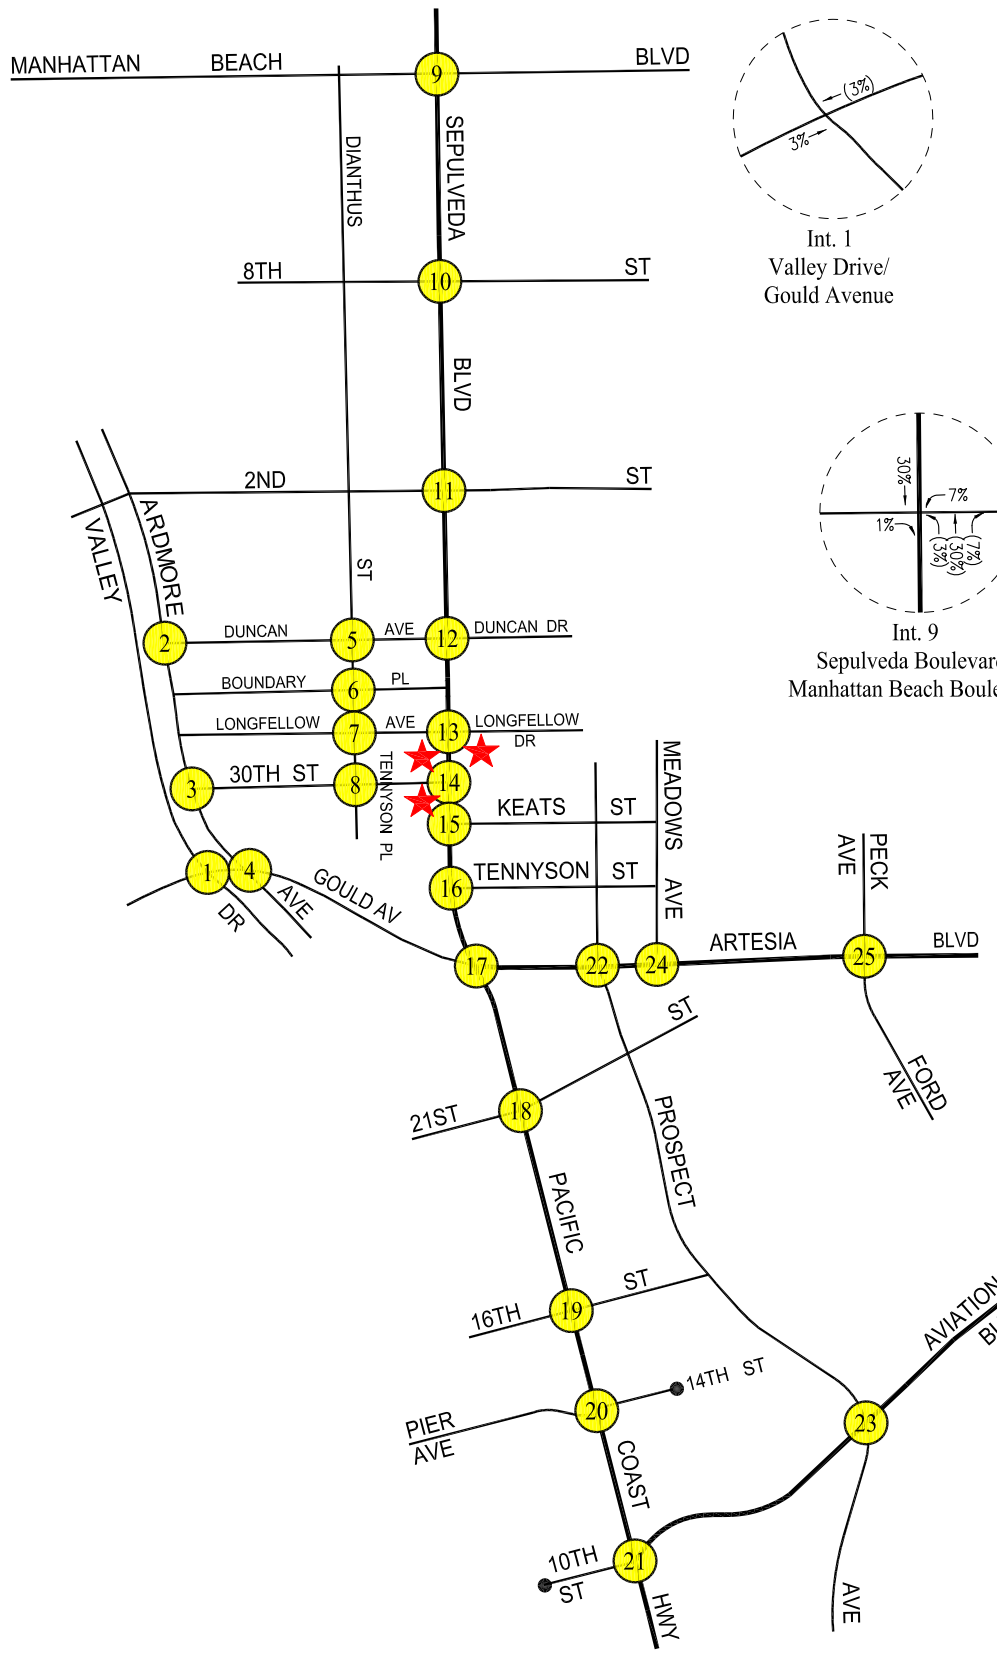 MANHATTAN BEACH BLVD
9
SEPULVEDA
DIANTHUS
(3%)
3%
Int. 1
Valley Drive/
Gould Avenue
8TH ST
10
BLVD
30%
7%
1%
(3%)
(30%)
(7%)
Int. 9
Sepulveda Boulevar
Manhattan Beach Boule
2ND ST
11
VALLEY
ARDMORE
ST
2
DUNCAN
5
AVE
12
DUNCAN DR
BOUNDARY
6
PL
LONGFELLOW
7
AVE
13
LONGFELLOW
DR
3
30TH ST
8
TENNYSON PL
14
MEADOWS
AVE
15
KEATS ST
16
TENNYSON ST
PECK
AVE
1
4
AVE
DR
GOULD AV
17
22
24
ARTESIA
25
BLVD
FORD
AVE
ST
18
21ST
PROSPECT
PACIFIC
16TH
19
ST
AVIATION
14TH ST
20
PIER
AVE
23
COAST
10TH
ST
21
HWY
AVE